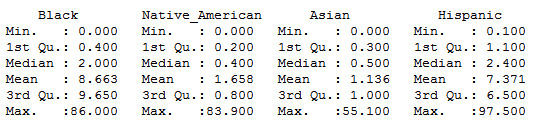 Black Native_American Asian Hispanic
Min. : 0.000 Min. : 0.000 Min. : 0.000 Min. : 0.100
1st Qu.: 0.400 1st Qu.: 0.200 1st Qu.: 0.300 1st Qu.: 1.100
Median : 2.000 Median : 0.400 Median : 0.500 Median : 2.400
Mean : 8.663 Mean : 1.658 Mean : 1.136 Mean : 7.371
3rd Qu.: 9.650 3rd Qu.: 0.800 3rd Qu.: 1.000 3rd Qu.: 6.500
Max. :86.000 Max. :83.900 Max. :55.100 Max. :97.500